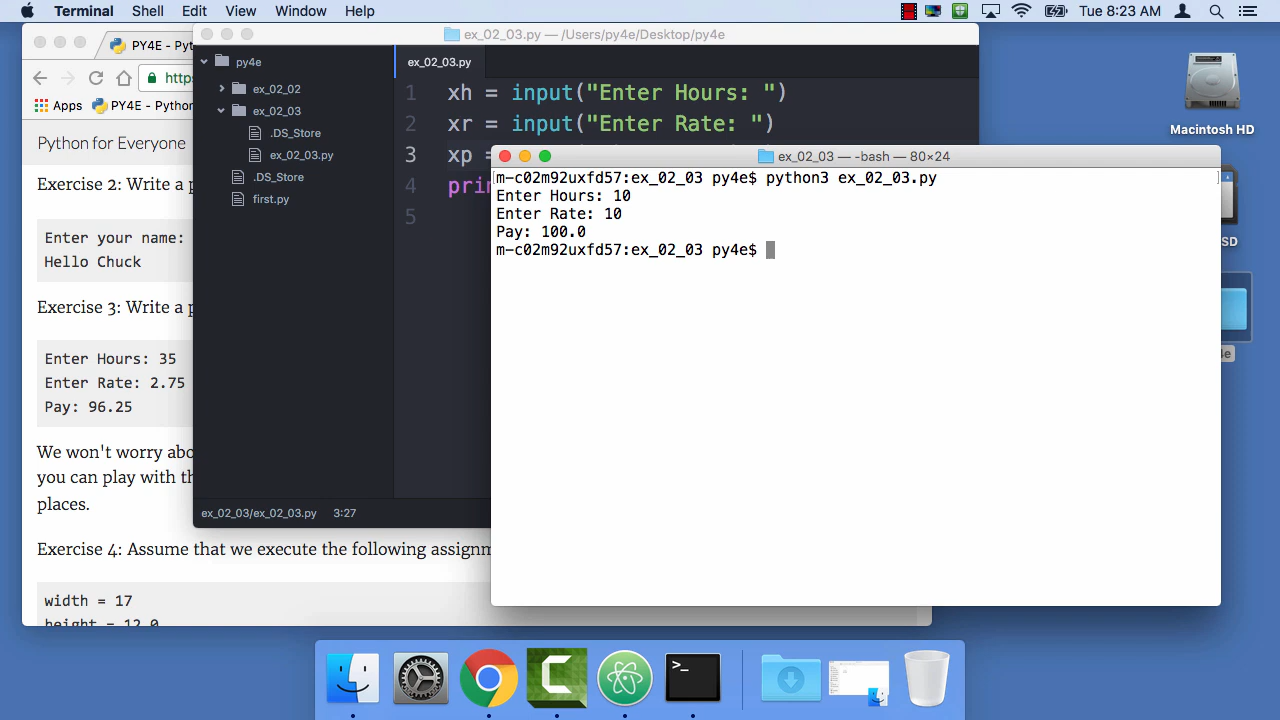 Terminal Shell Edit View Window Help Tue 8:23 AM
ex_02_03.py — /Users/py4e/Desktop/py4e
PY4E - Pyt
https
Apps PY4E - Python
Python for Everyone
Exercise 2: Write a p
Enter your name:
Hello Chuck
Exercise 3: Write a p
Enter Hours: 35
Enter Rate: 2.75
Pay: 96.25
We won't worry abo
you can play with th
places.
Exercise 4: Assume that we execute the following assignm
width = 17
height = 12.0
py4e
ex_02_02
ex_02_03
.DS_Store
ex_02_03.py
.DS_Store
first.py
ex_02_03/ex_02_03.py 3:27
ex_02_03.py
1 xh = input("Enter Hours: ")
2 xr = input("Enter Rate: ")
3 xp =
4 prin
5
ex_02_03 — -bash — 80×24
m-c02m92uxfd57:ex_02_03 py4e$ python3 ex_02_03.py
Enter Hours: 10
Enter Rate: 10
Pay: 100.0
m-c02m92uxfd57:ex_02_03 py4e$
Macintosh HD
SD
4e